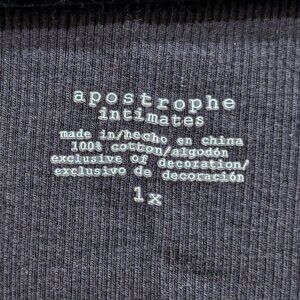 apostrophe
intimates
made in/hecho en china
100% cotton/algodón
exclusive of decoration/
exclusivo de decoración
1x